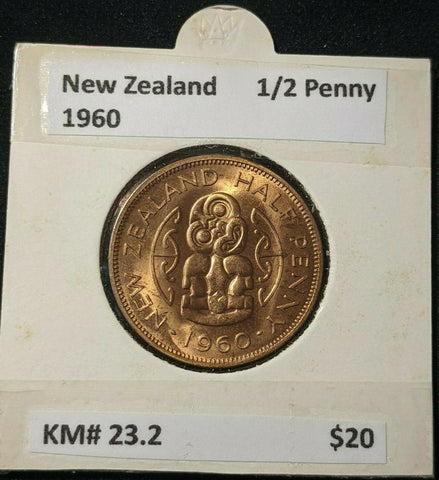 New Zealand 1/2 Penny
1960
NEW ZEALAND HALF PENNY
· 1960 ·
KM# 23.2 $20